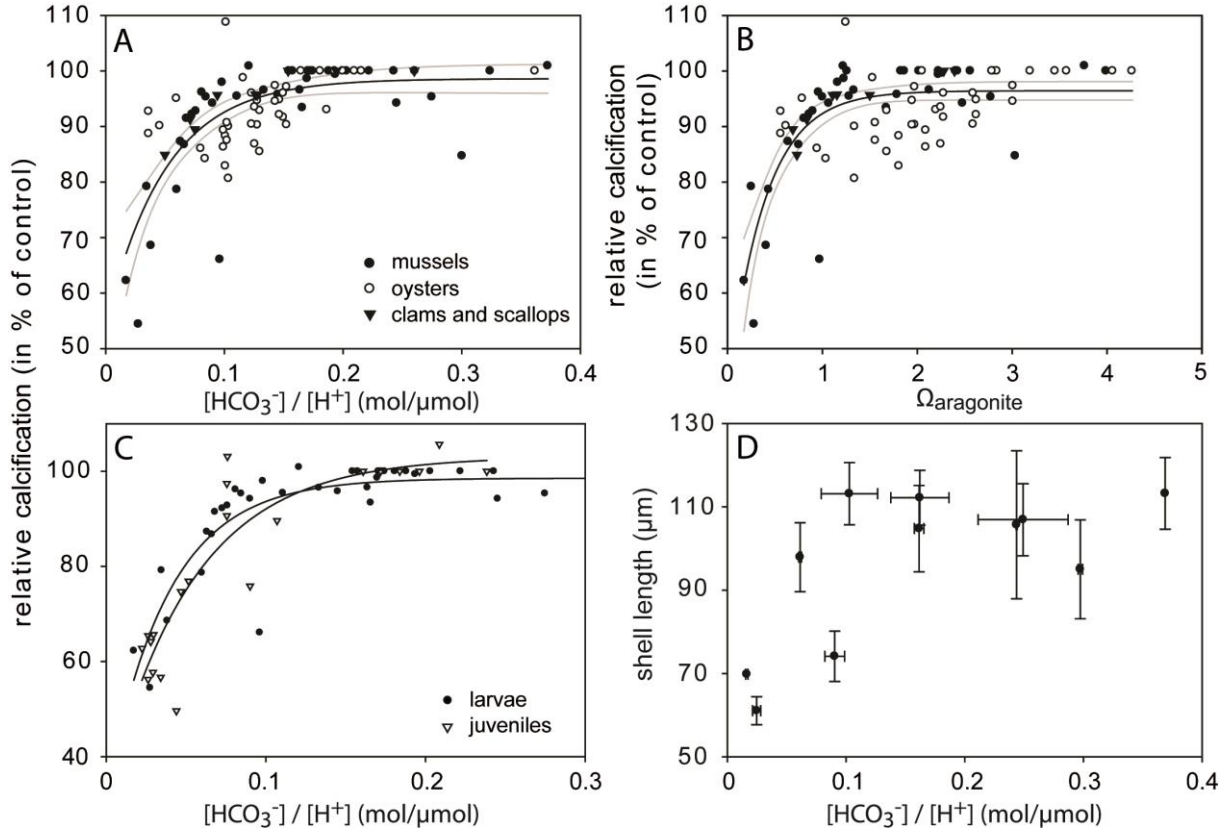 A
110
100
90
80
70
60
50
0
0.1
0.2
0.3
0.4
[HCO₃⁻] / [H⁺] (mol/µmol)
mussels
oysters
clams and scallops
relative calcification (in % of control)
B
110
100
90
80
70
60
50
0
1
2
3
4
5
Ωaragonite
relative calcification
(in % of control)
C
100
80
60
40
0
0.1
0.2
0.3
[HCO₃⁻] / [H⁺] (mol/µmol)
larvae
juveniles
D
130
110
90
70
50
0
0.1
0.2
0.3
0.4
[HCO₃⁻] / [H⁺] (mol/µmol)
shell length (µm)